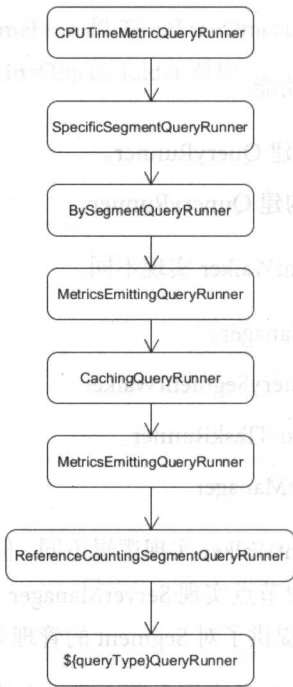 CPUTimeMetricQueryRunner
SpecificSegmentQueryRunner
BySegmentQueryRunner
MetricsEmittingQueryRunner
CachingQueryRunner
MetricsEmittingQueryRunner
ReferenceCountingSegmentQueryRunner
${queryType}QueryRunner